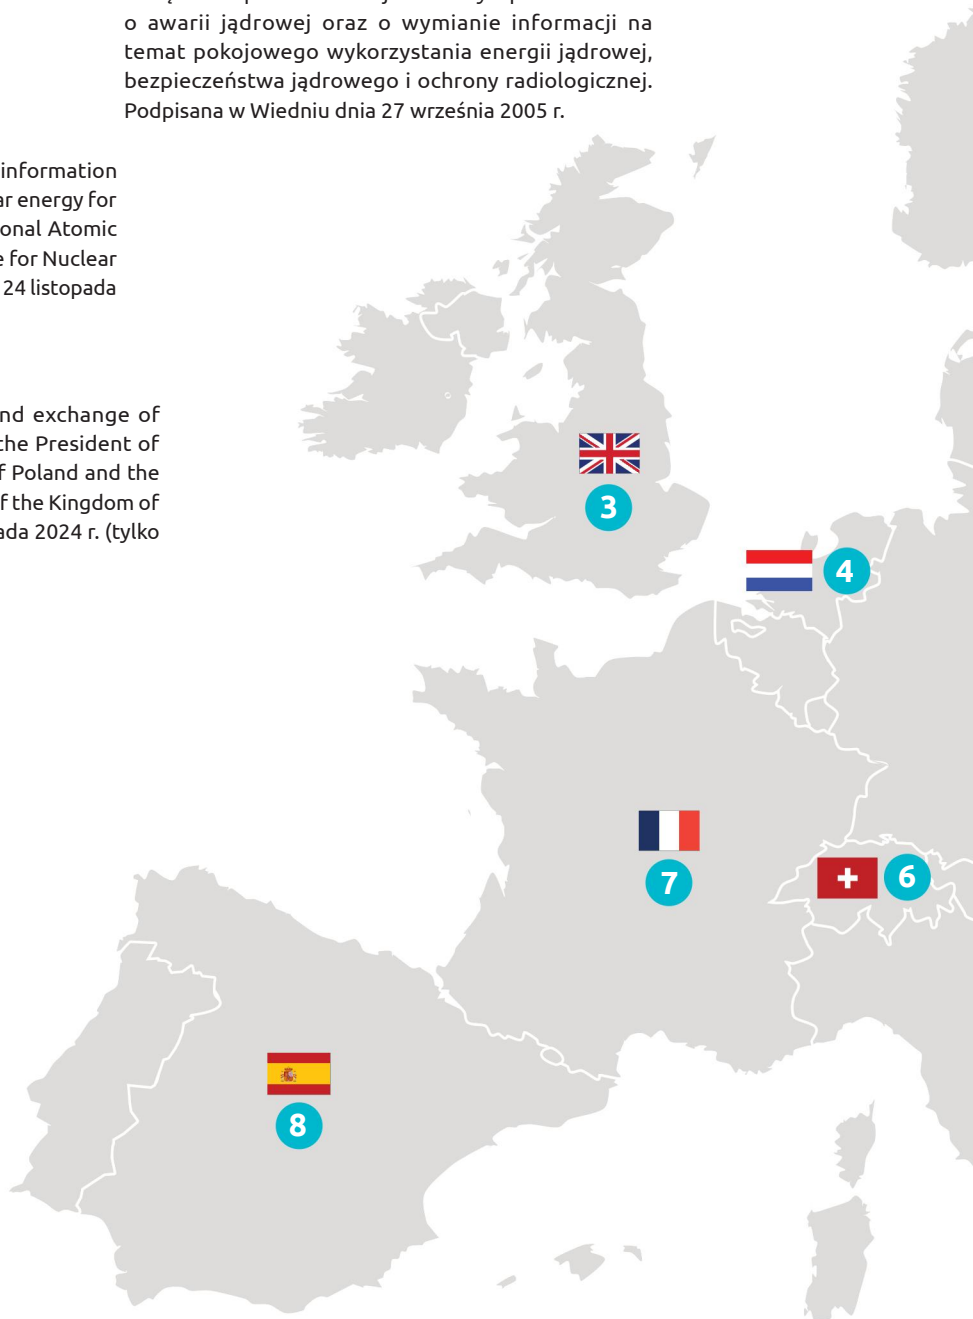 o awarii jądrowej oraz o wymianie informacji na
temat pokojowego wykorzystania energii jądrowej,
bezpieczeństwa jądrowego i ochrony radiologicznej.
Podpisana w Wiedniu dnia 27 września 2005 r.
information
ar energy for
onal Atomic
e for Nuclear
24 listopada
nd exchange of
the President of
f Poland and the
f the Kingdom of
ada 2024 r. (tylko
3
4
7
6
8